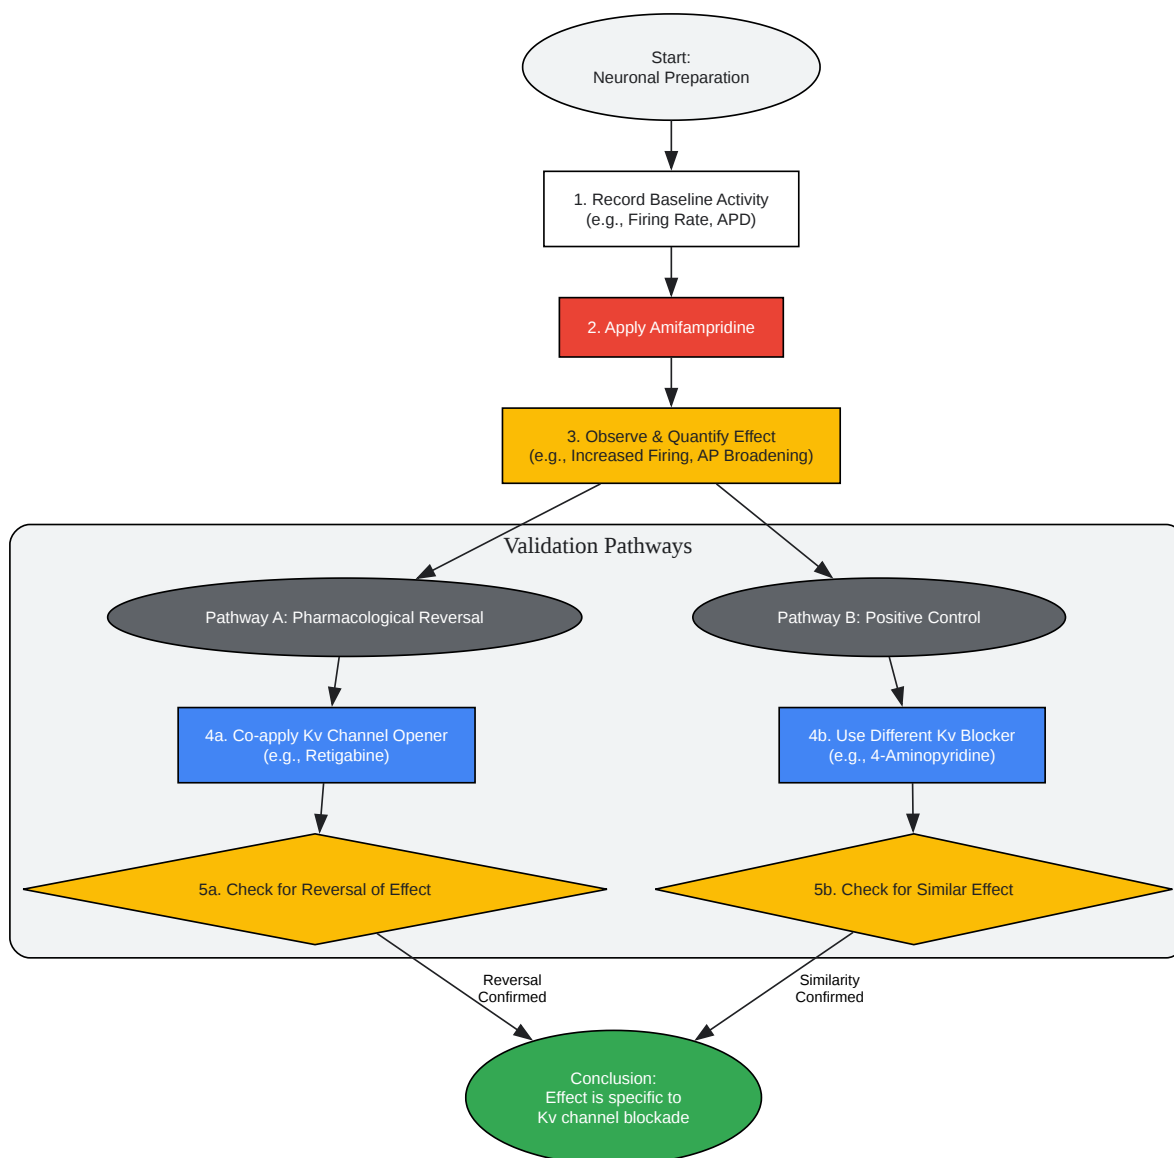 Start:
Neuronal Preparation
1. Record Baseline Activity
(e.g., Firing Rate, APD)
2. Apply Amifampridine
3. Observe & Quantify Effect
(e.g., Increased Firing, AP Broadening)
Validation Pathways
Pathway A: Pharmacological Reversal
Pathway B: Positive Control
4a. Co-apply Kv Channel Opener
(e.g., Retigabine)
4b. Use Different Kv Blocker
(e.g., 4-Aminopyridine)
5a. Check for Reversal of Effect
5b. Check for Similar Effect
Reversal
Confirmed
Similarity
Confirmed
Conclusion:
Effect is specific to
Kv channel blockade